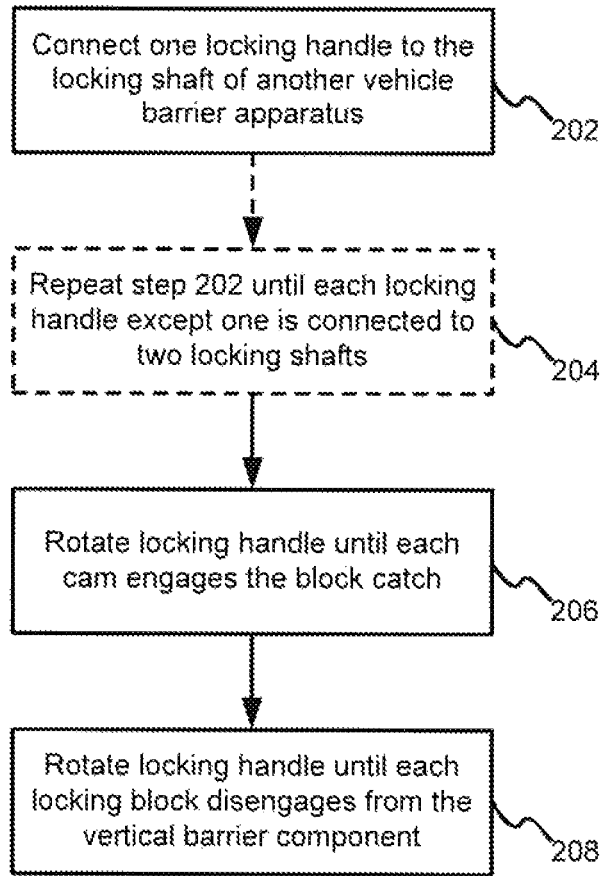 Connect one locking handle to the
locking shaft of another vehicle
barrier apparatus
202
Repeat step 202 until each locking
handle except one is connected to
two locking shafts
204
Rotate locking handle until each
cam engages the block catch
206
Rotate locking handle until each
locking block disengages from the
vertical barrier component
208